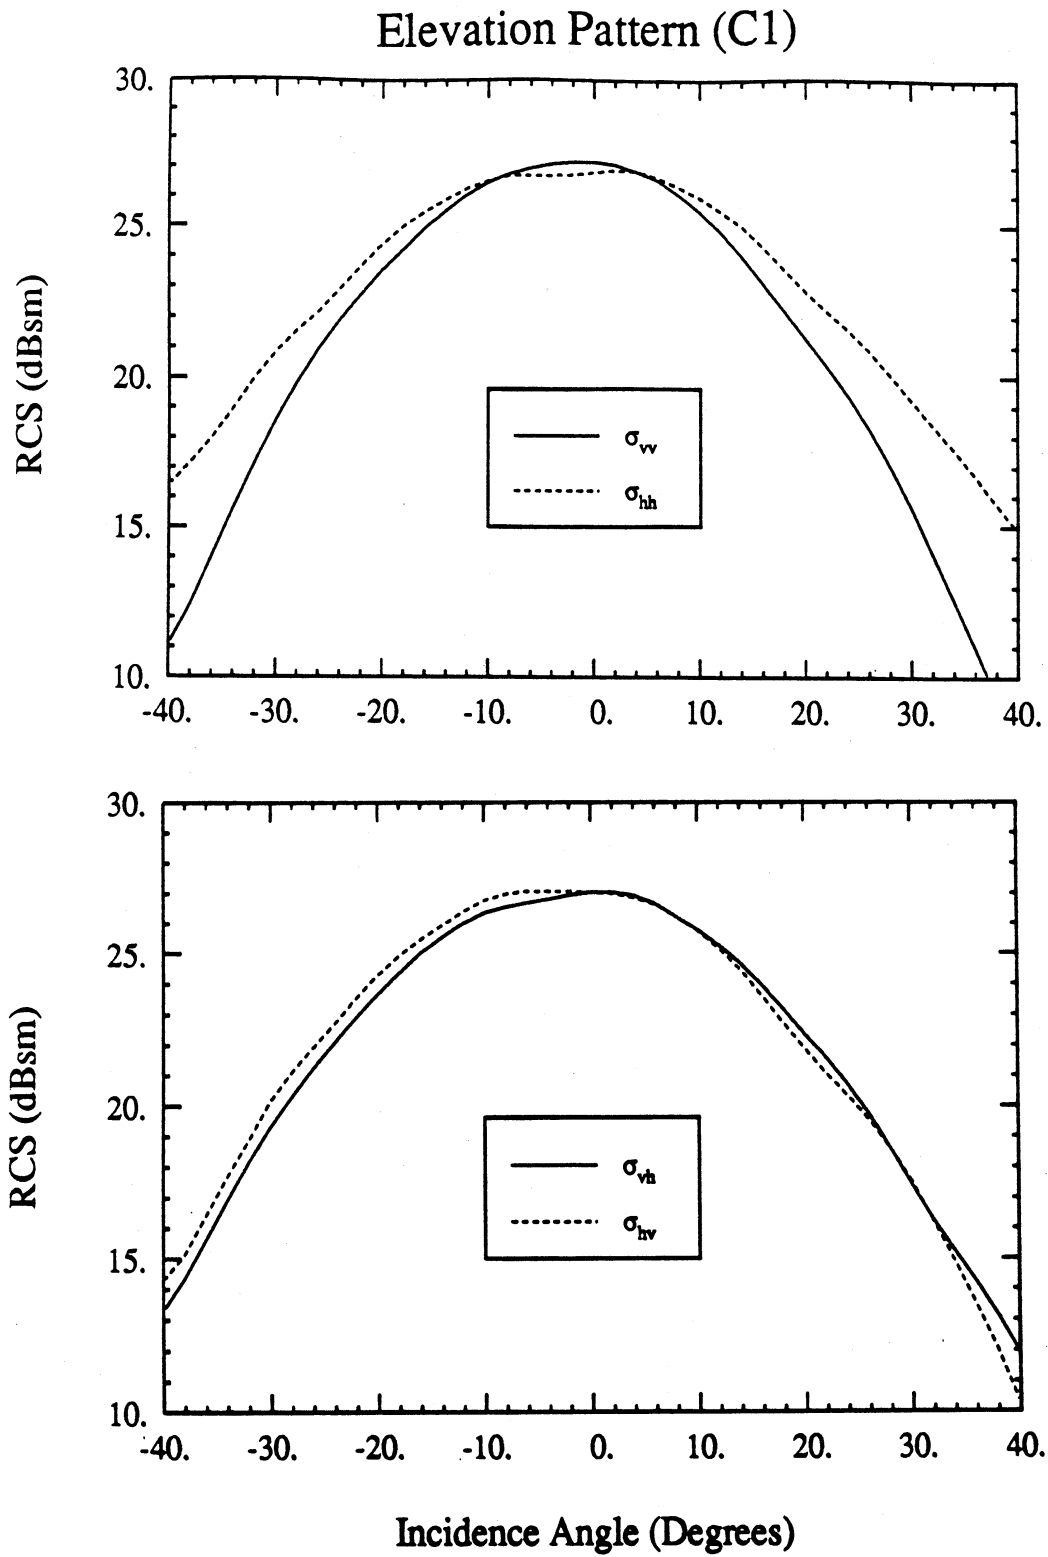 Elevation Pattern (C1)
30.
25.
20.
15.
10.
RCS (dBsm)
σvv
σhh
-40. -30. -20. -10. 0. 10. 20. 30. 40.
30.
25.
20.
15.
10.
RCS (dBsm)
σvh
σhv
-40. -30. -20. -10. 0. 10. 20. 30. 40.
Incidence Angle (Degrees)